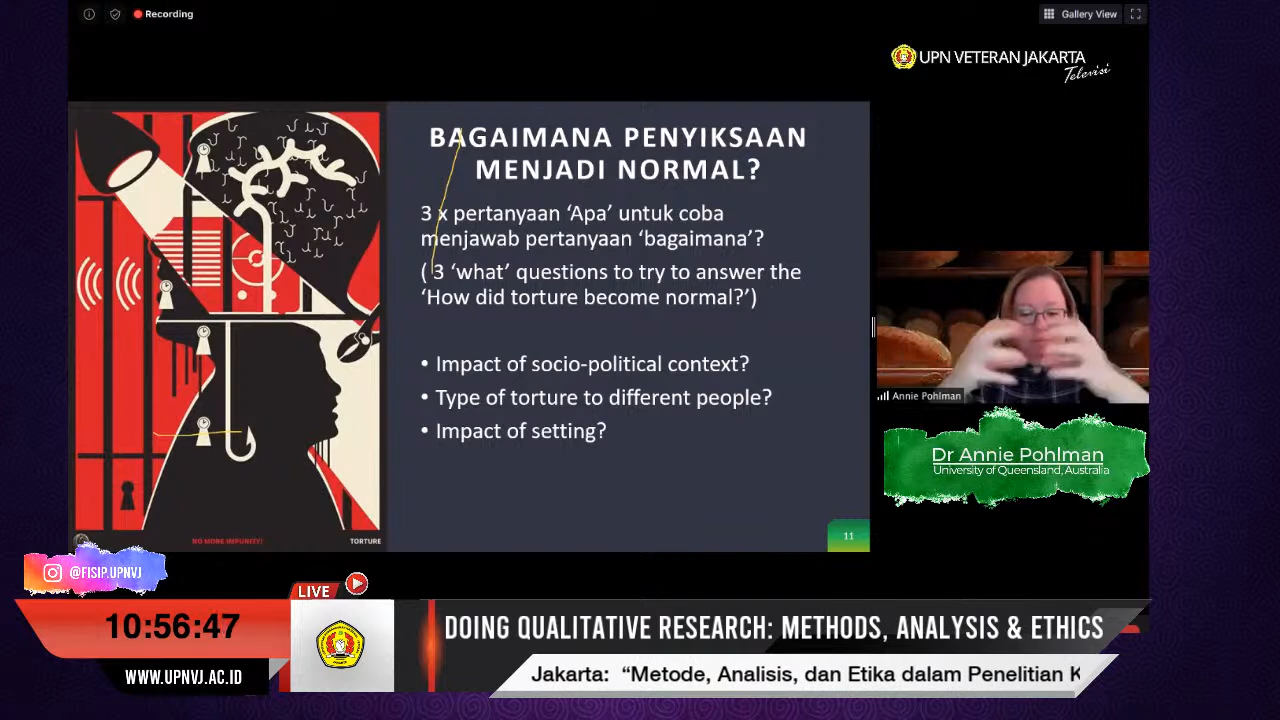 Recording
Gallery View
UPN VETERAN JAKARTA
Televisi
BAGAIMANA PENYIKSAAN
MENJADI NORMAL?
3 x pertanyaan ‘Apa’ untuk coba
menjawab pertanyaan ‘bagaimana’?
( 3 ‘what’ questions to try to answer the
‘How did torture become normal?’)
• Impact of socio-political context?
• Type of torture to different people?
• Impact of setting?
11
NO MORE IMPUNITY!
TORTURE
Annie Pohlman
Dr Annie Pohlman
University of Queensland, Australia
@FISIP.UPNVJ
LIVE
10:56:47
DOING QUALITATIVE RESEARCH: METHODS, ANALYSIS & ETHICS
WWW.UPNVJ.AC.ID
Jakarta: “Metode, Analisis, dan Etika dalam Penelitian K